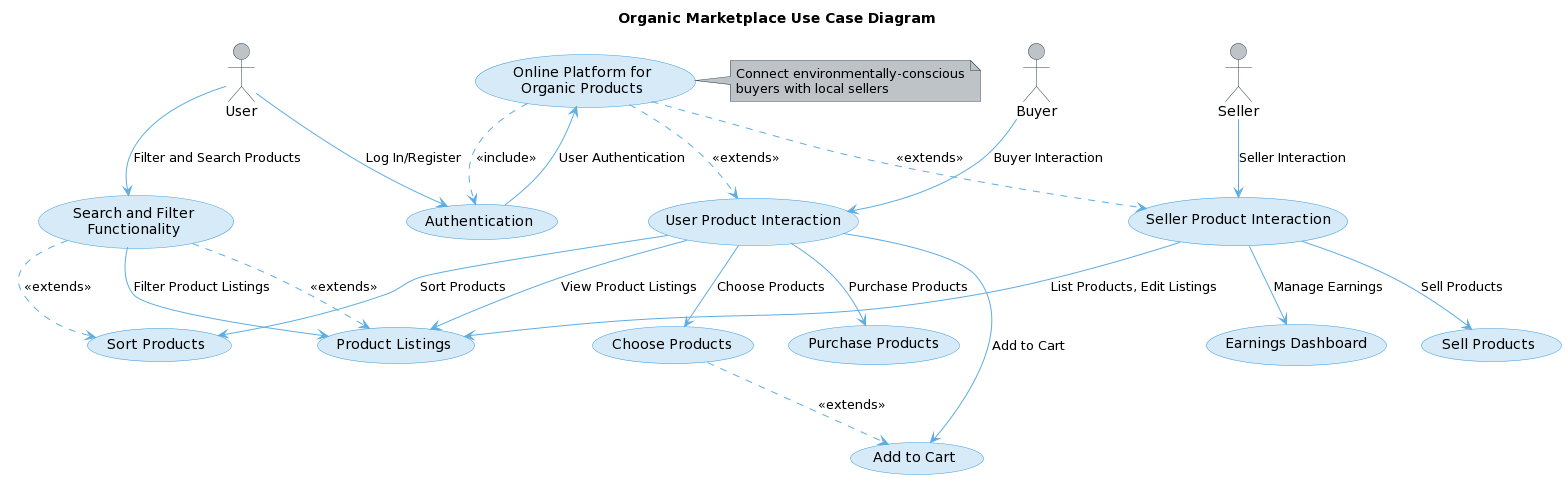 Organic Marketplace Use Case Diagram
User
Online Platform for
Organic Products
Connect environmentally-conscious
buyers with local sellers
Buyer
Seller
Filter and Search Products
Log In/Register
«include»
User Authentication
«extends»
«extends»
Buyer Interaction
Seller Interaction
Search and Filter
Functionality
Authentication
User Product Interaction
Seller Product Interaction
«extends»
Filter Product Listings
«extends»
Sort Products
View Product Listings
Choose Products
Purchase Products
List Products, Edit Listings
Manage Earnings
Sell Products
Add to Cart
Sort Products
Product Listings
Choose Products
Purchase Products
Earnings Dashboard
Sell Products
«extends»
Add to Cart